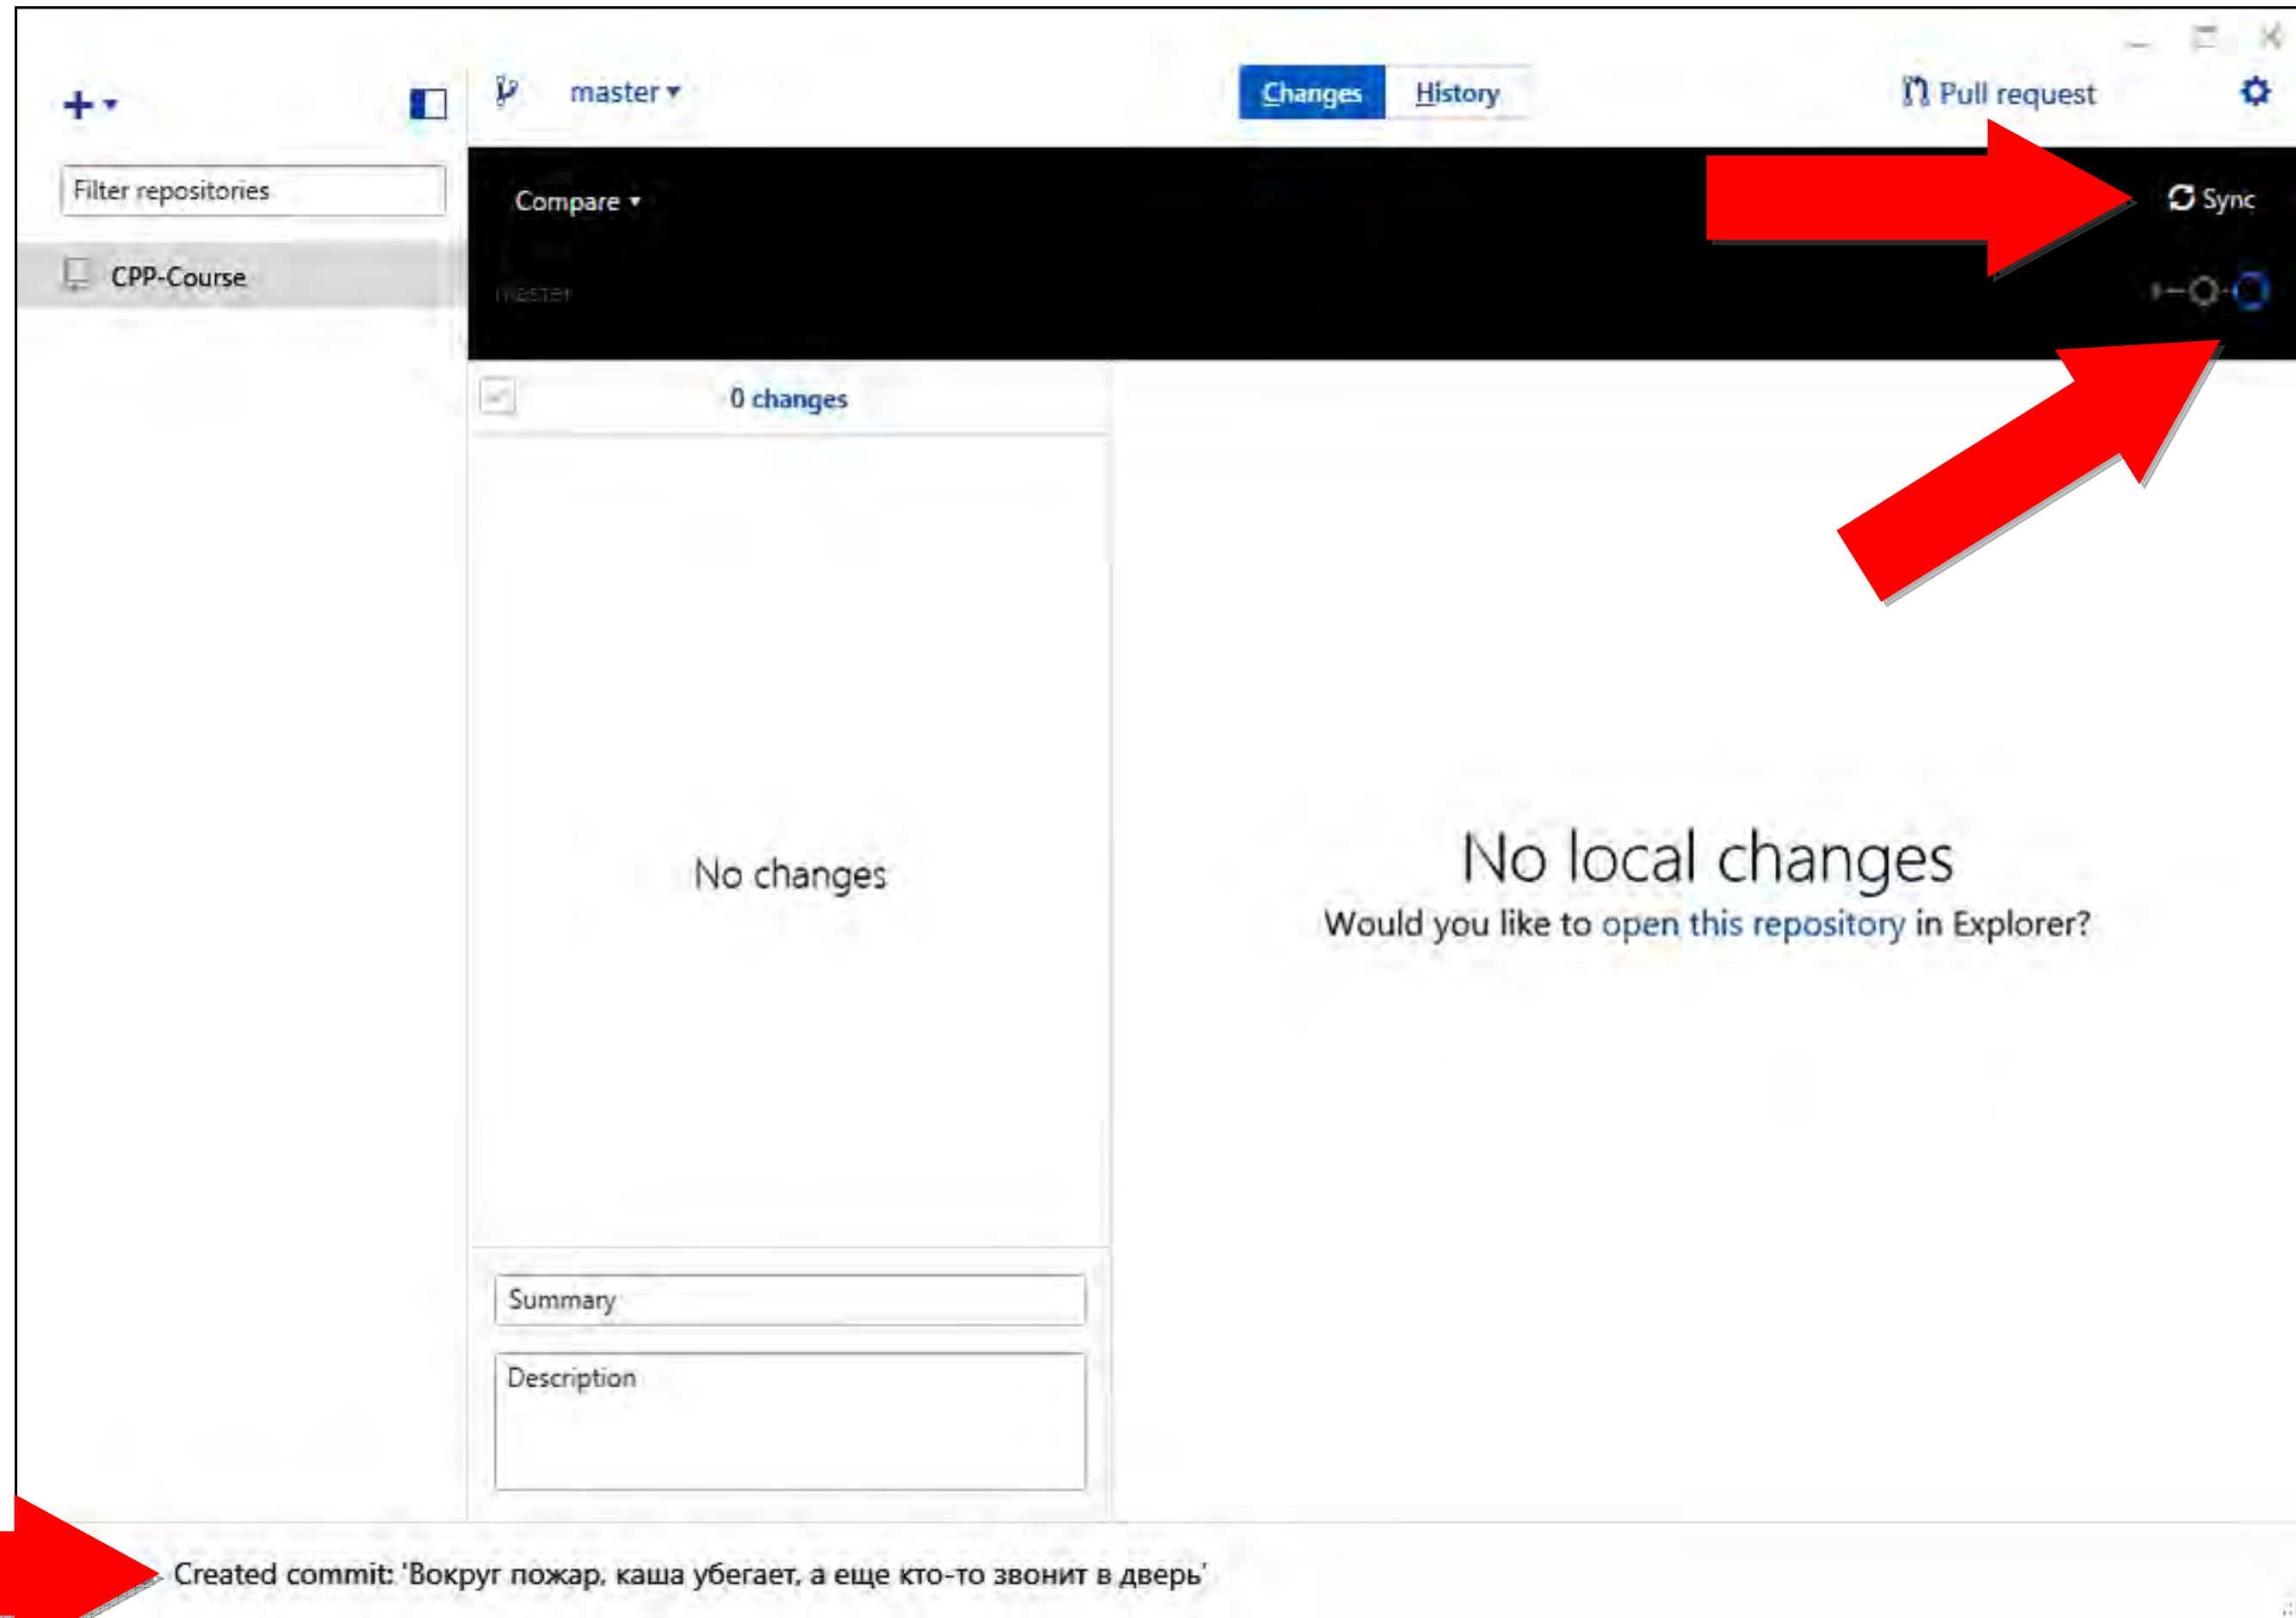 master
Changes
History
Pull request
Filter repositories
Compare
Sync
CPP-Course
master
0 changes
No changes
No local changes
Would you like to open this repository in Explorer?
Summary
Description
Created commit: 'Вокруг пожар, каша убегает, а еще кто-то звонит в дверь'